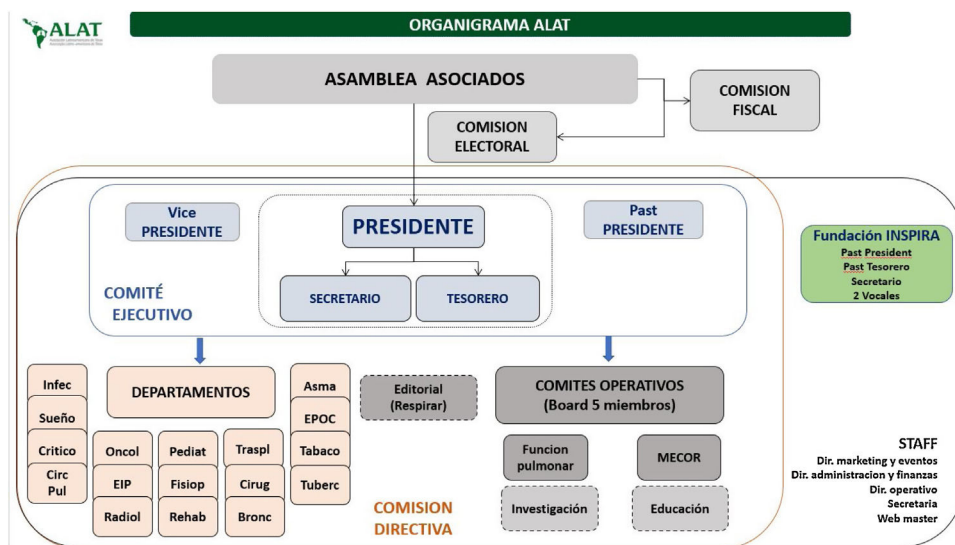 ALAT
ORGANIGRAMA ALAT
ASAMBLEA ASOCIADOS
COMISION
FISCAL
COMISION
ELECTORAL
Vice
PRESIDENTE
PRESIDENTE
Past
PRESIDENTE
SECRETARIO
TESORERO
COMITÉ
EJECUTIVO
Fundación INSPIRA
Past President
Past Tesorero
Secretario
2 Vocales
DEPARTAMENTOS
Infec
Sueño
Critico
Circ
Pul
Oncol
EIP
Radiol
Pediat
Fisiop
Rehab
Traspl
Cirug
Bronc
Asma
EPOC
Tabaco
Tuberc
Editorial
(Respirar)
COMITES OPERATIVOS
(Board 5 miembros)
Funcion
pulmonar
MECOR
Investigación
Educación
COMISION
DIRECTIVA
STAFF
Dir. marketing y eventos
Dir. administracion y finanzas
Dir. operativo
Secretaria
Web master